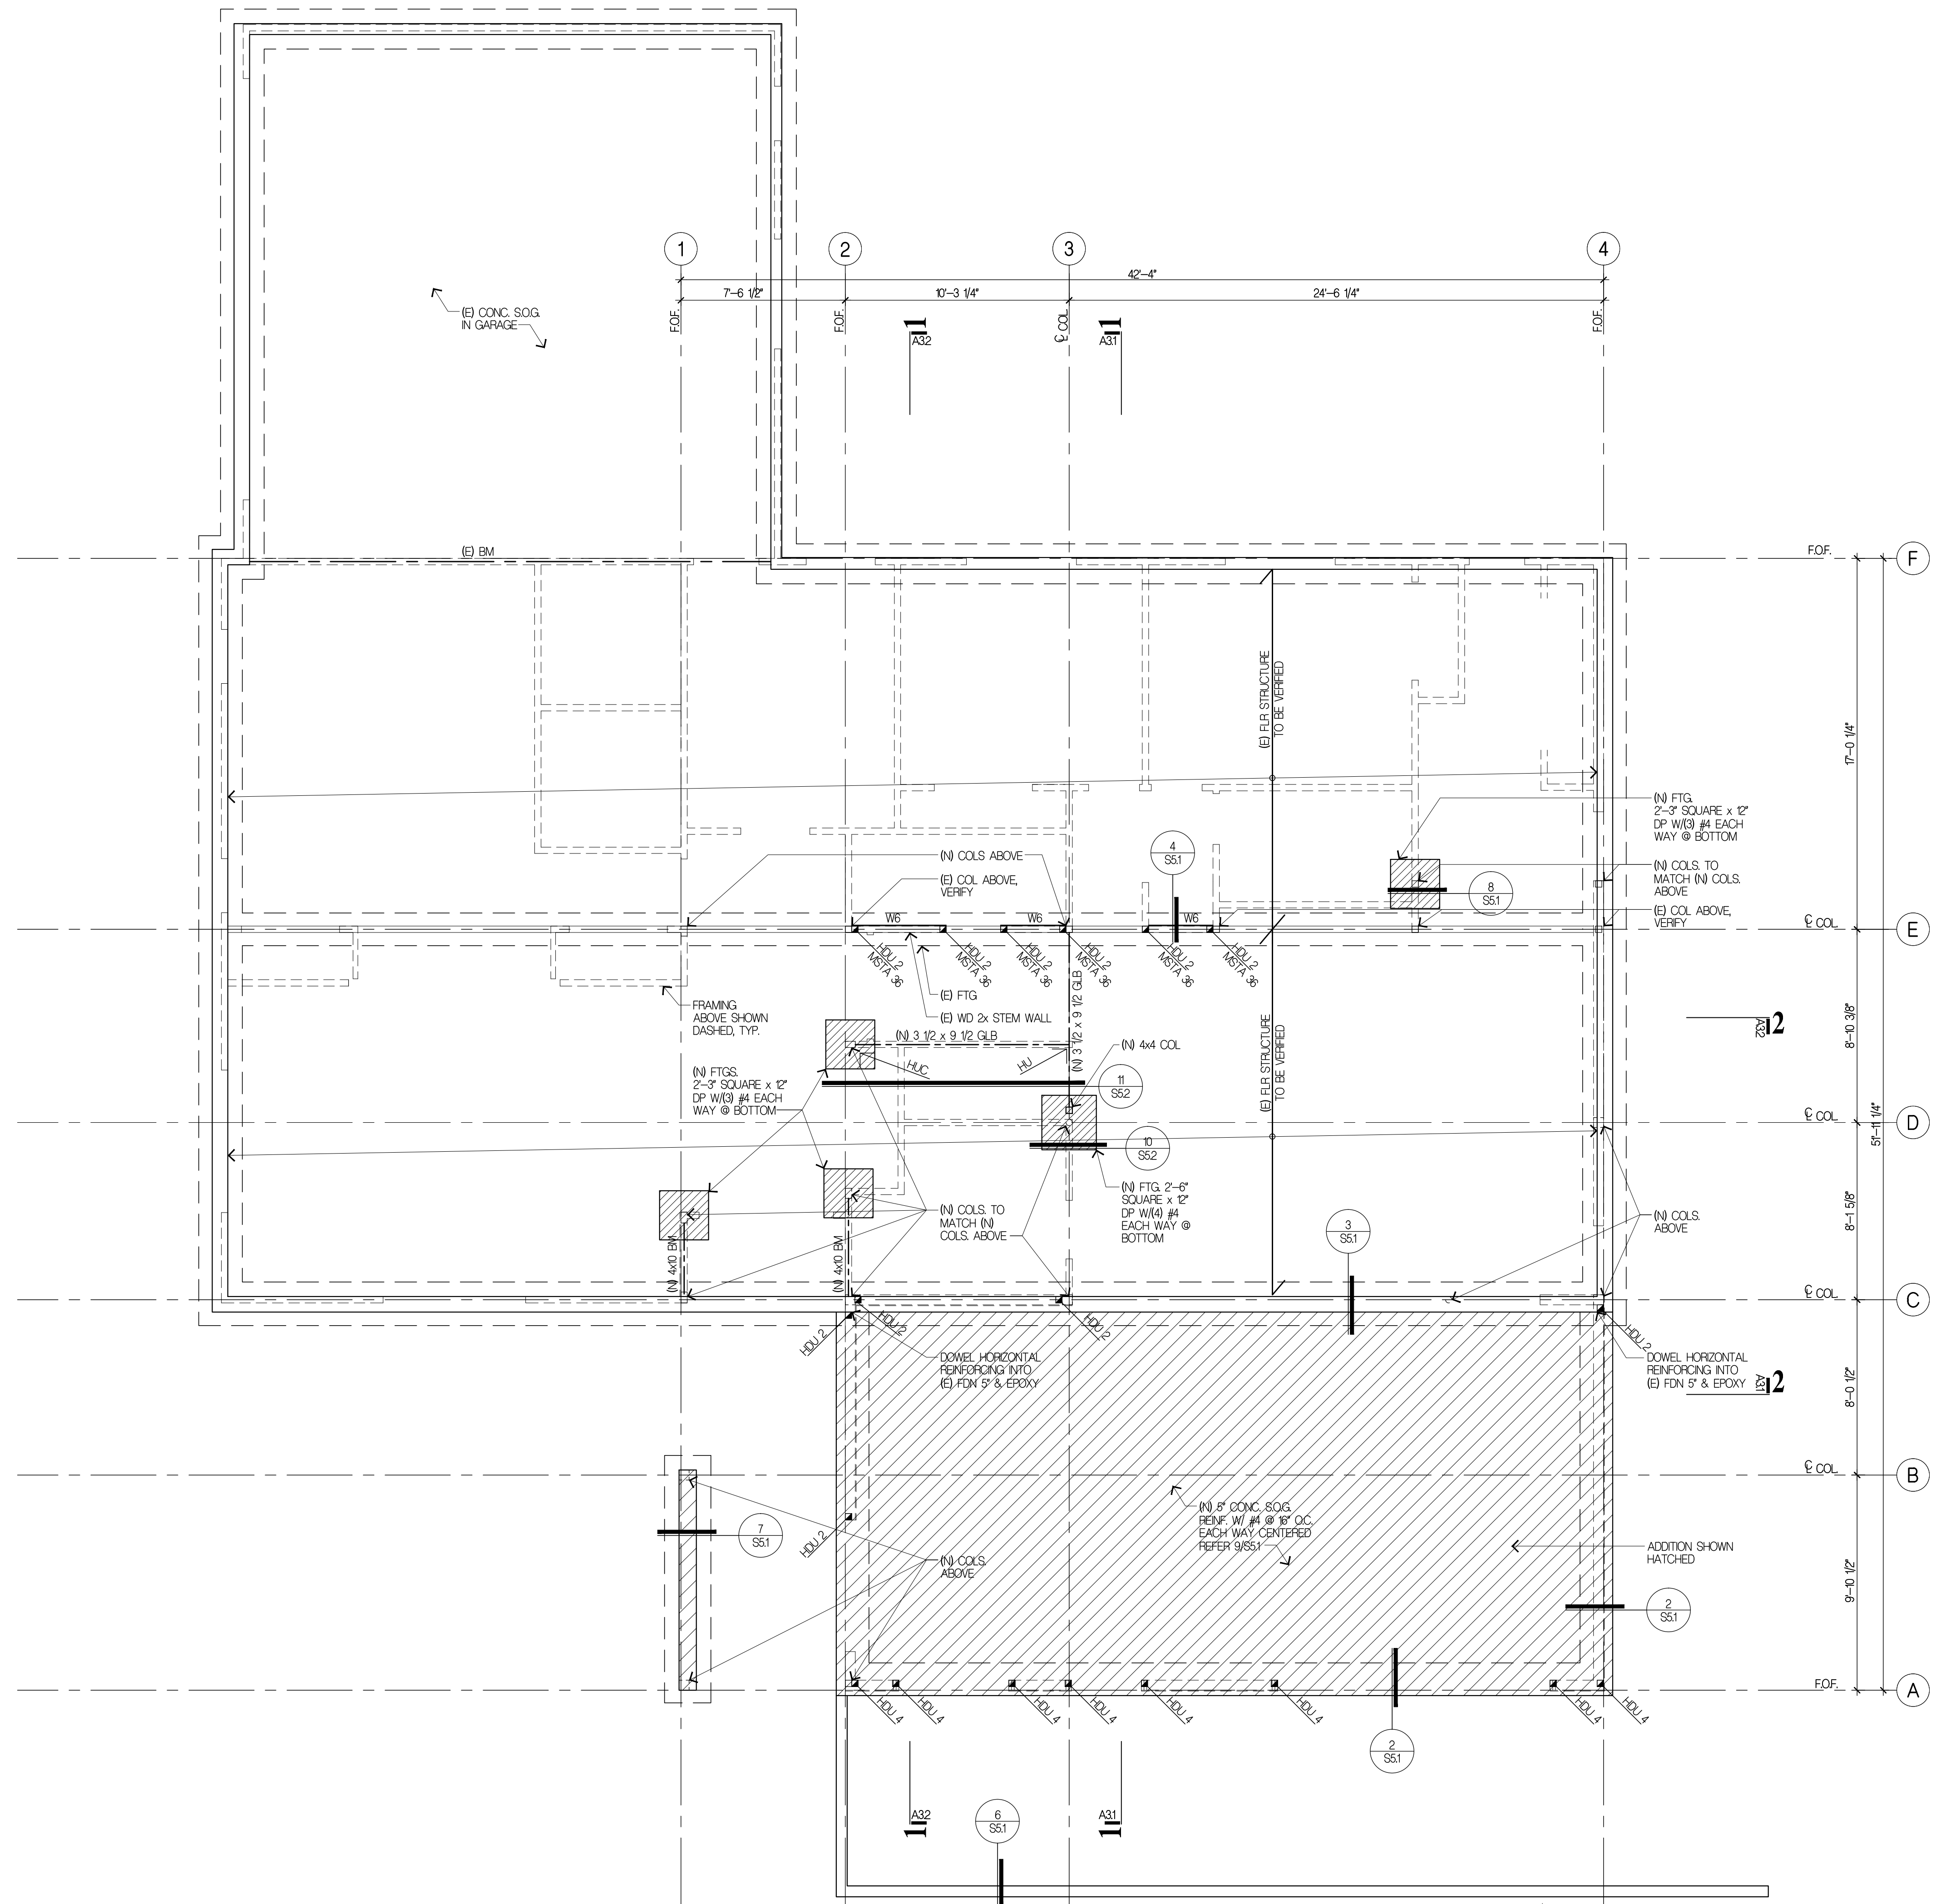 1
2
3
4
42'-4"
7'-6 1/2"
10'-3 1/4"
24'-6 1/4"
F.O.F.
F.O.F.
℄ COL
F.O.F.
1
A3.2
1
A3.1
(E) CONC. S.O.G.
IN GARAGE
(E) BM
F.O.F.
F
(E) FLR STRUCTURE
TO BE VERIFIED
17'-0 1/4"
(N) FTG.
2'-3" SQUARE x 12"
DP W/(3) #4 EACH
WAY @ BOTTOM
(N) COLS ABOVE
4
S5.1
(N) COLS. TO
MATCH (N) COLS.
ABOVE
(E) COL ABOVE,
VERIFY
8
S5.1
(E) COL ABOVE,
VERIFY
W6
W6
W6
℄ COL
E
HDU 2
MSTA 36
HDU 2
MSTA 36
HDU 2
MSTA 36
HDU 2
MSTA 36
HDU 2
MSTA 36
HDU 2
MSTA 36
(E) FTG
(E) WD 2x STEM WALL
FRAMING
ABOVE SHOWN
DASHED, TYP.
(N) 3 1/2 x 9 1/2 GLB
(N) 3 1/2 x 9 1/2 GLB
A3.2
2
8'-10 3/8"
(N) 4x4 COL
HUC
HU
(E) FLR STRUCTURE
TO BE VERIFIED
(N) FTGS.
2'-3" SQUARE x 12"
DP W/(3) #4 EACH
WAY @ BOTTOM
11
S5.2
℄ COL
D
51'-11 1/4"
10
S5.2
(N) FTG. 2'-6"
SQUARE x 12"
DP W/(4) #4
EACH WAY @
BOTTOM
(N) COLS. TO
MATCH (N)
COLS. ABOVE
(N) COLS.
ABOVE
3
S5.1
8'-1 5/8"
(N) 4x10 BM
(N) 4x10 BM
℄ COL
C
HDU 2
HDU 2
HDU 2
HDU 2
DOWEL HORIZONTAL
REINFORCING INTO
(E) FDN 5" & EPOXY
DOWEL HORIZONTAL
REINFORCING INTO
(E) FDN 5" & EPOXY
A3.1
2
8'-0 1/2"
℄ COL
B
(N) 5" CONC. S.O.G.
REINF. W/ #4 @ 16" O.C.
EACH WAY CENTERED
REFER 9/S5.1
7
S5.1
HDU 2
(N) COLS.
ABOVE
ADDITION SHOWN
HATCHED
9'-10 1/2"
2
S5.1
F.O.F.
A
HDU 4
HDU 4
HDU 4
HDU 4
HDU 4
HDU 4
HDU 4
HDU 4
2
S5.1
A3.2
1
A3.1
1
6
S5.1